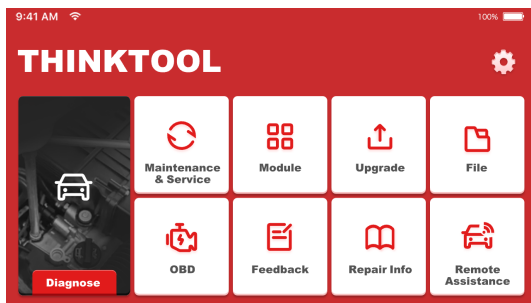 9:41 AM
100%
THINKTOOL
Maintenance
& Service
Module
Upgrade
File
Diagnose
OBD
Feedback
Repair Info
Remote
Assistance